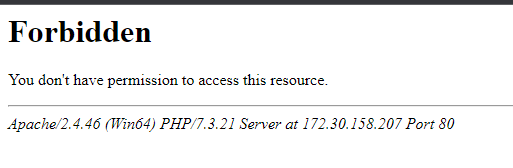 Forbidden
You don't have permission to access this resource.
Apache/2.4.46 (Win64) PHP/7.3.21 Server at 172.30.158.207 Port 80